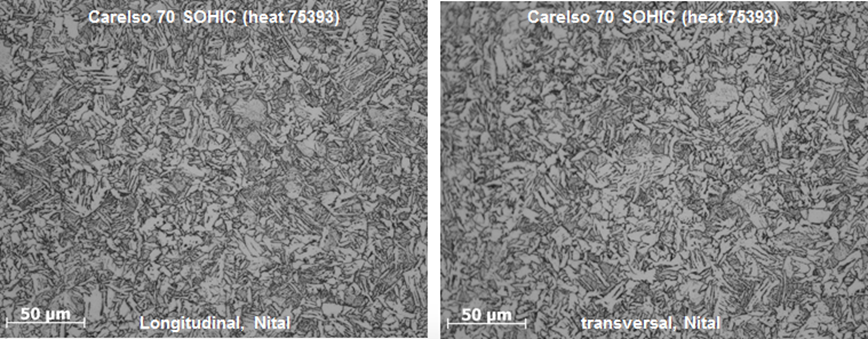 Carelso 70 SOHIC (heat 75393)
50 µm
Longitudinal, Nital
Carelso 70 SOHIC (heat 75393)
50 µm
transversal, Nital